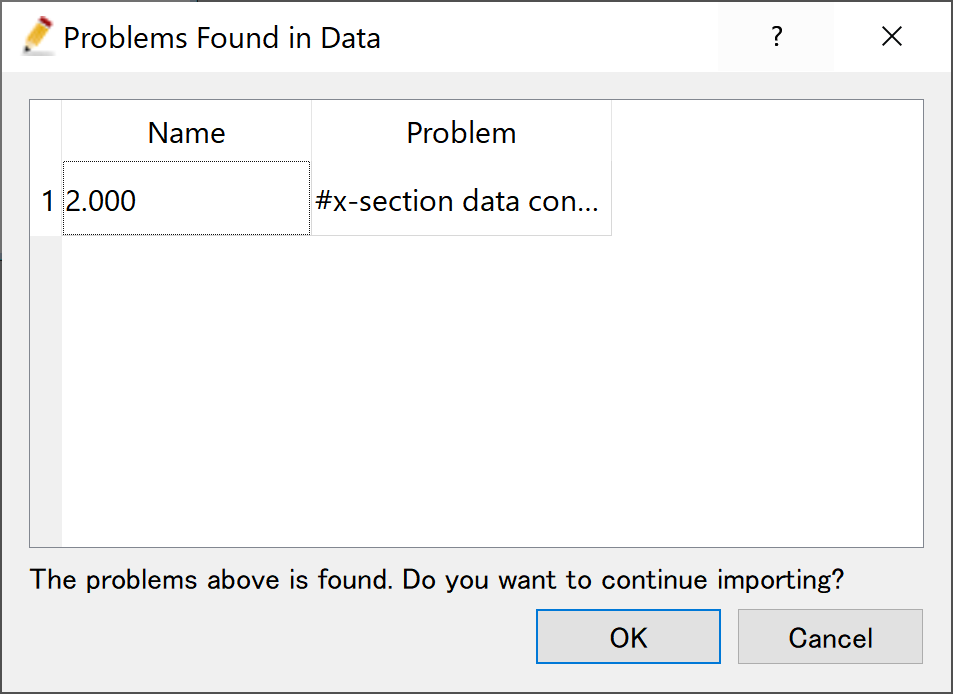 Problems Found in Data
?
Name Problem
1 2.000 #x-section data con...
The problems above is found. Do you want to continue importing?
OK Cancel